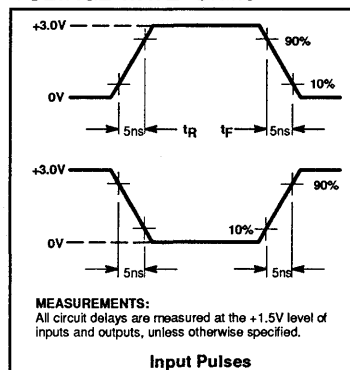 +3.0V
90%
10%
0V
5ns tR tF 5ns
+3.0V
90%
10%
0V
5ns 5ns
MEASUREMENTS:
All circuit delays are measured at the +1.5V level of
inputs and outputs, unless otherwise specified.
Input Pulses